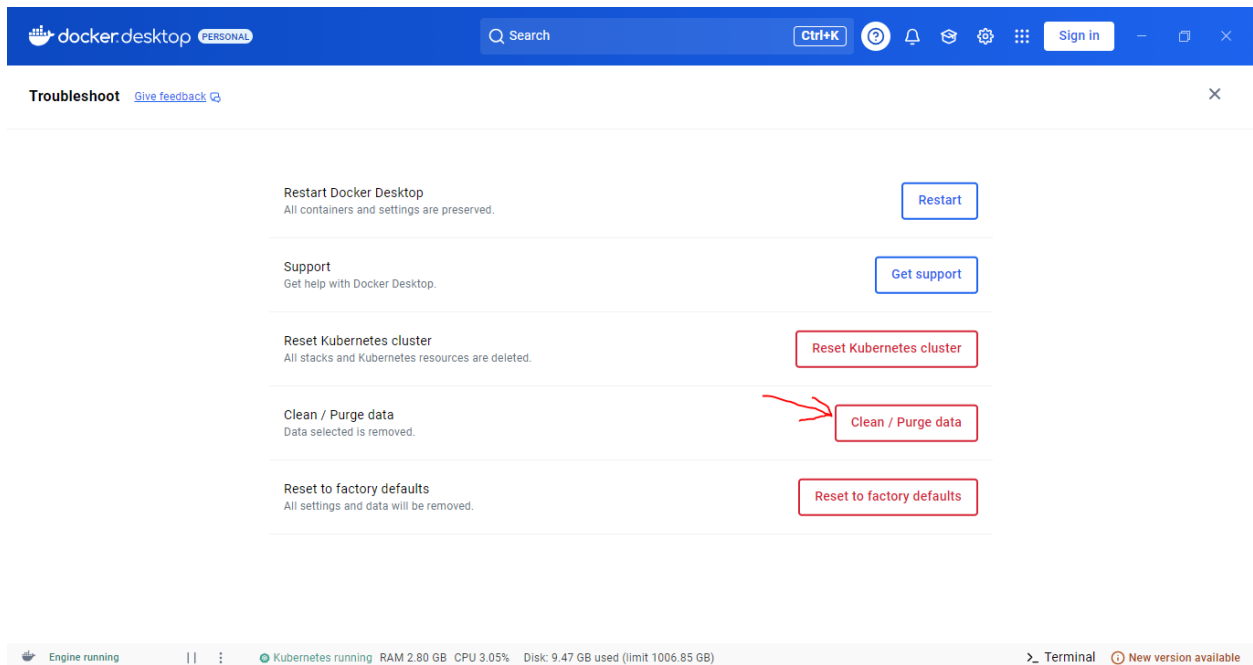 docker.desktop PERSONAL Search Ctrl+K Sign in
Troubleshoot Give feedback
Restart Docker Desktop
All containers and settings are preserved.
Restart
Support
Get help with Docker Desktop.
Get support
Reset Kubernetes cluster
All stacks and Kubernetes resources are deleted.
Reset Kubernetes cluster
Clean / Purge data
Data selected is removed.
Clean / Purge data
Reset to factory defaults
All settings and data will be removed.
Reset to factory defaults
Engine running Kubernetes running RAM 2.80 GB CPU 3.05% Disk: 9.47 GB used (limit 1006.85 GB) >_ Terminal New version available